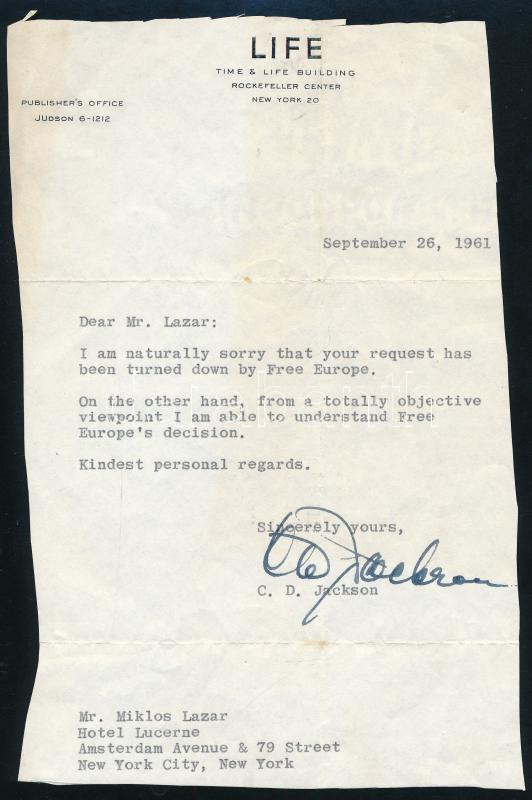 LIFE
TIME & LIFE BUILDING
ROCKEFELLER CENTER
NEW YORK 20
PUBLISHER'S OFFICE
JUDSON 6-1212
September 26, 1961
Dear Mr. Lazar:
I am naturally sorry that your request has
been turned down by Free Europe.
On the other hand, from a totally objective
viewpoint I am able to understand Free
Europe's decision.
Kindest personal regards.
Sincerely yours,
CD Jackson
C. D. Jackson
Mr. Miklos Lazar
Hotel Lucerne
Amsterdam Avenue & 79 Street
New York City, New York